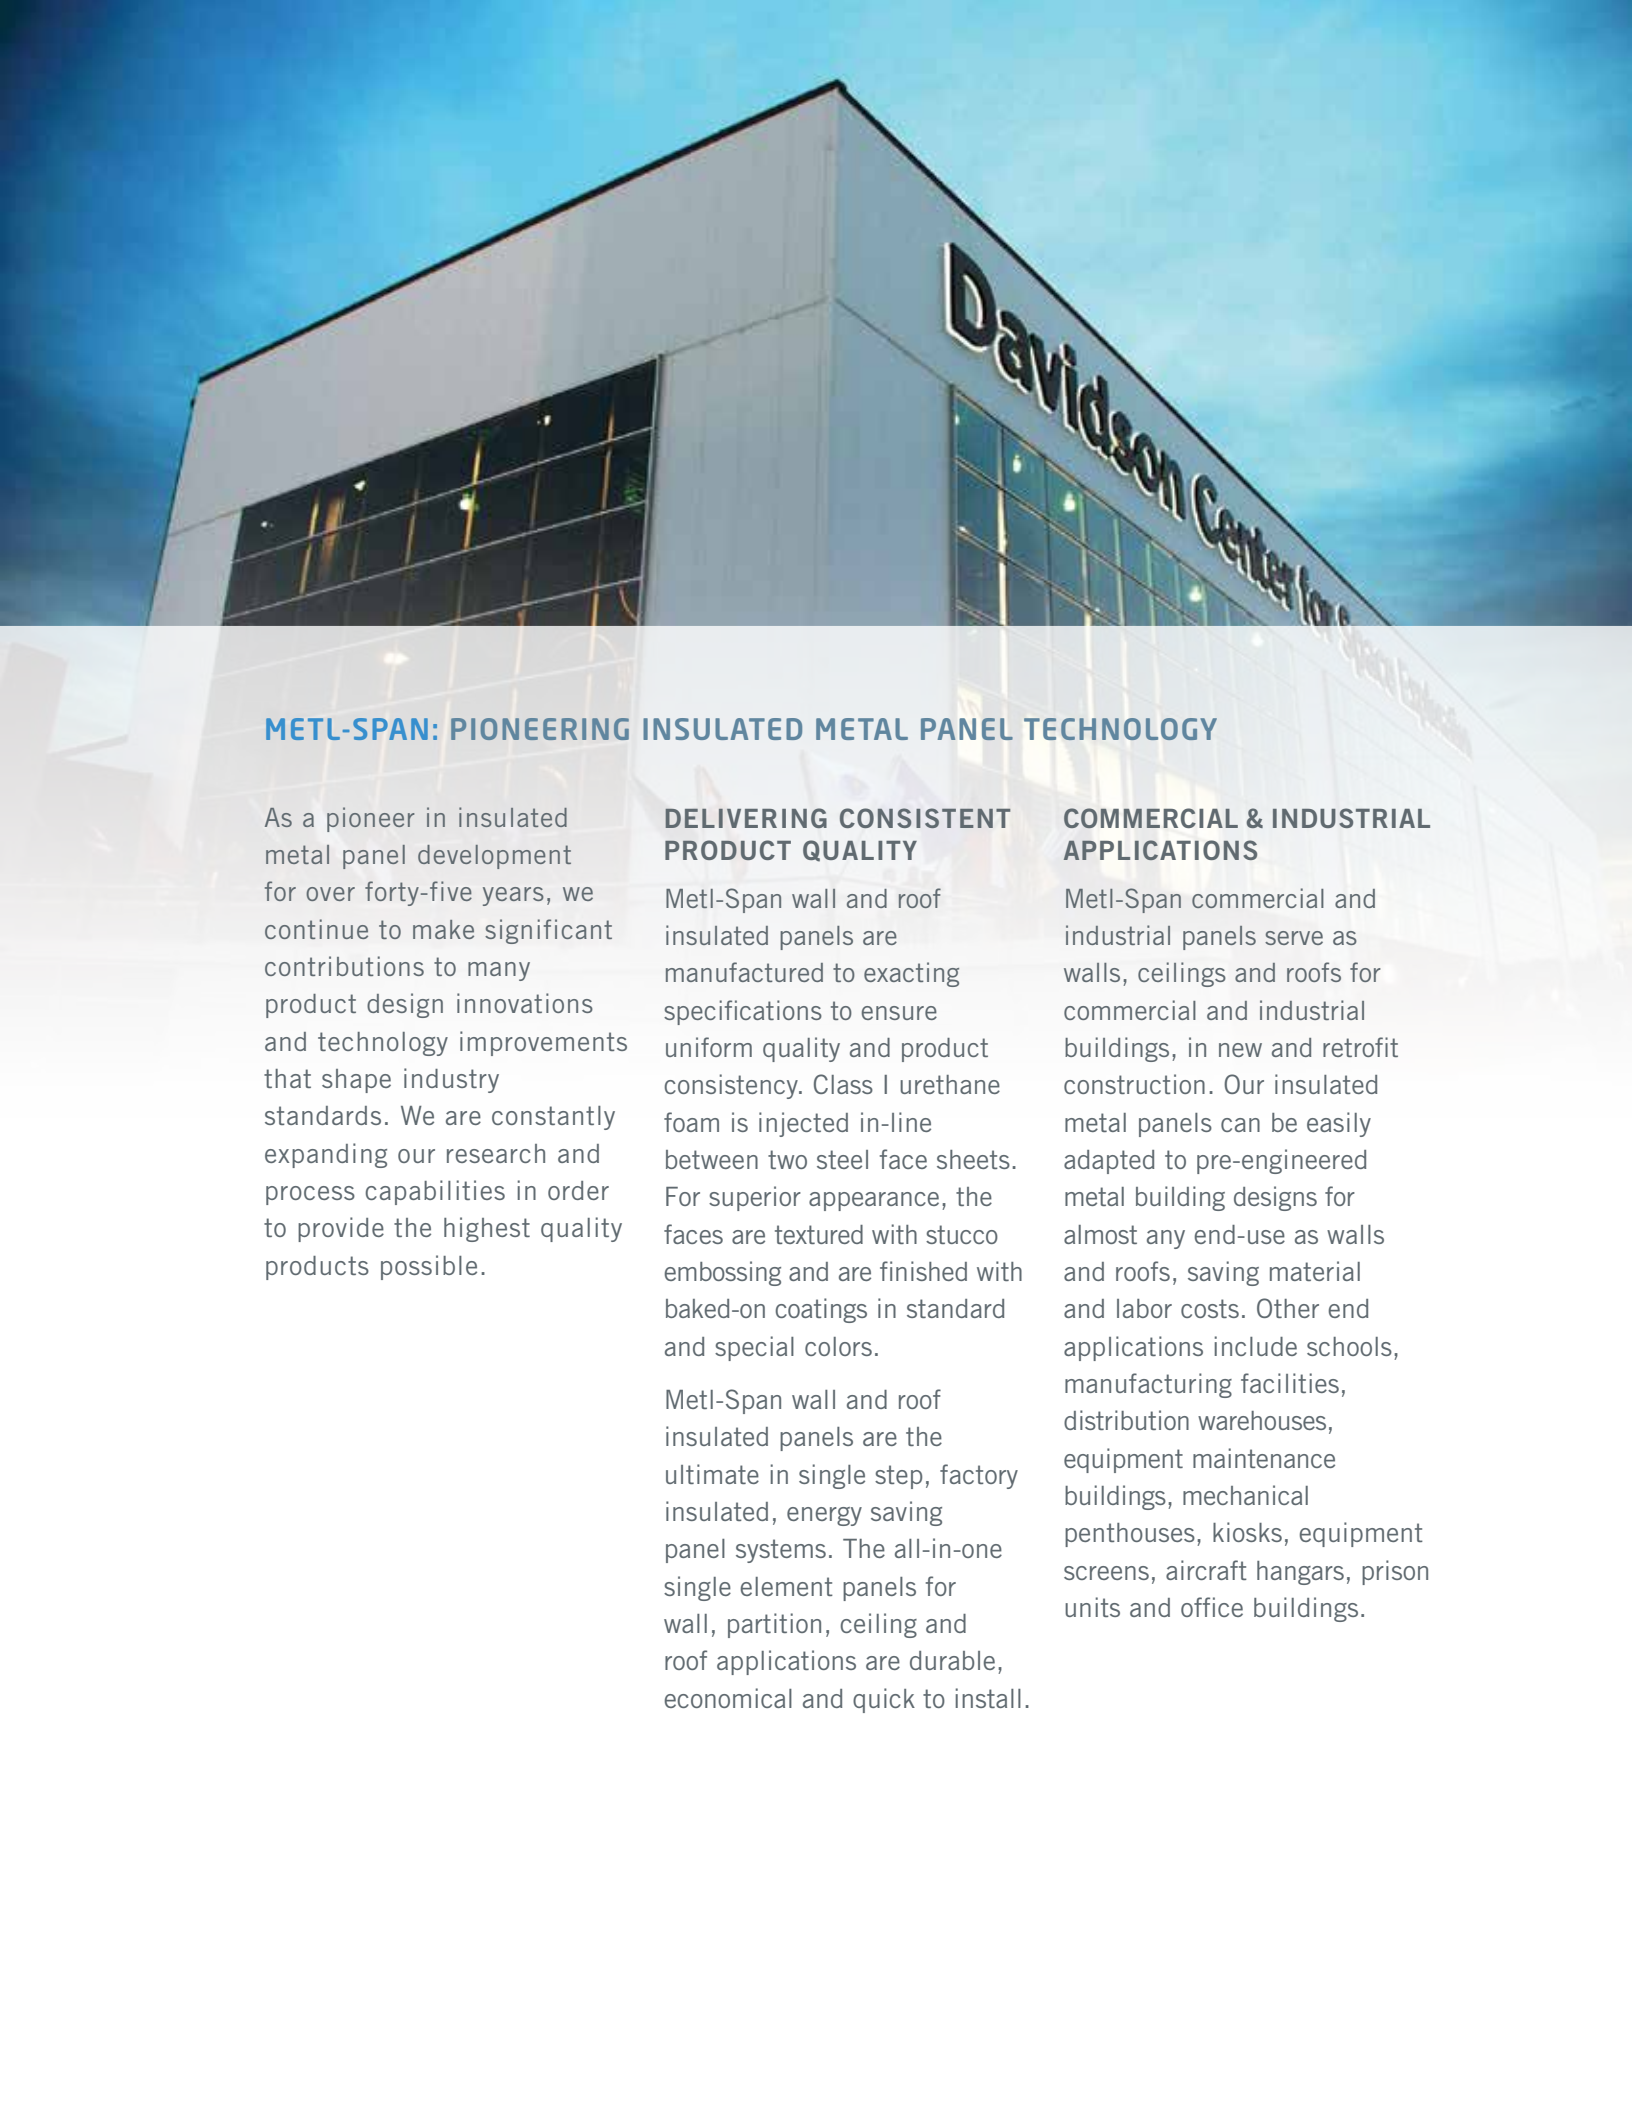 Davidson Center for Space Exploration
METL-SPAN: PIONEERING INSULATED METAL PANEL TECHNOLOGY
As a pioneer in insulated
metal panel development
for over forty-five years, we
continue to make significant
contributions to many
product design innovations
and technology improvements
that shape industry
standards. We are constantly
expanding our research and
process capabilities in order
to provide the highest quality
products possible.
DELIVERING CONSISTENT
PRODUCT QUALITY
Metl-Span wall and roof
insulated panels are
manufactured to exacting
specifications to ensure
uniform quality and product
consistency. Class I urethane
foam is injected in-line
between two steel face sheets.
For superior appearance, the
faces are textured with stucco
embossing and are finished with
baked-on coatings in standard
and special colors.
Metl-Span wall and roof
insulated panels are the
ultimate in single step, factory
insulated, energy saving
panel systems. The all-in-one
single element panels for
wall, partition, ceiling and
roof applications are durable,
economical and quick to install.
COMMERCIAL & INDUSTRIAL
APPLICATIONS
Metl-Span commercial and
industrial panels serve as
walls, ceilings and roofs for
commercial and industrial
buildings, in new and retrofit
construction. Our insulated
metal panels can be easily
adapted to pre-engineered
metal building designs for
almost any end-use as walls
and roofs, saving material
and labor costs. Other end
applications include schools,
manufacturing facilities,
distribution warehouses,
equipment maintenance
buildings, mechanical
penthouses, kiosks, equipment
screens, aircraft hangars, prison
units and office buildings.